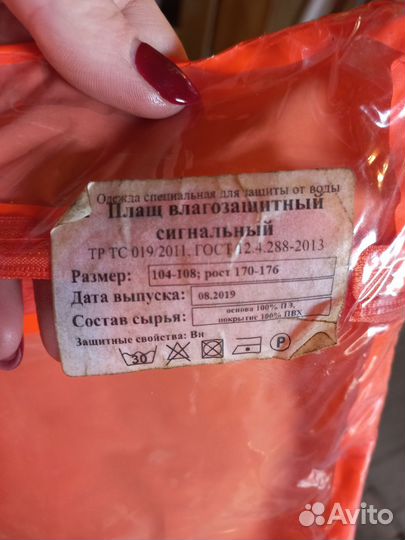 Одежда специальная для защиты от воды
Плащ влагозащитный
сигнальный
ТР ТС 019/2011, ГОСТ 12.4.288-2013
Размер: 104-108; рост 170-176
Дата выпуска: 08.2019
Состав сырья: основа 100% ПЭ,
покрытие 100% ПВХ
Защитные свойства: Вн
30 P
Avito